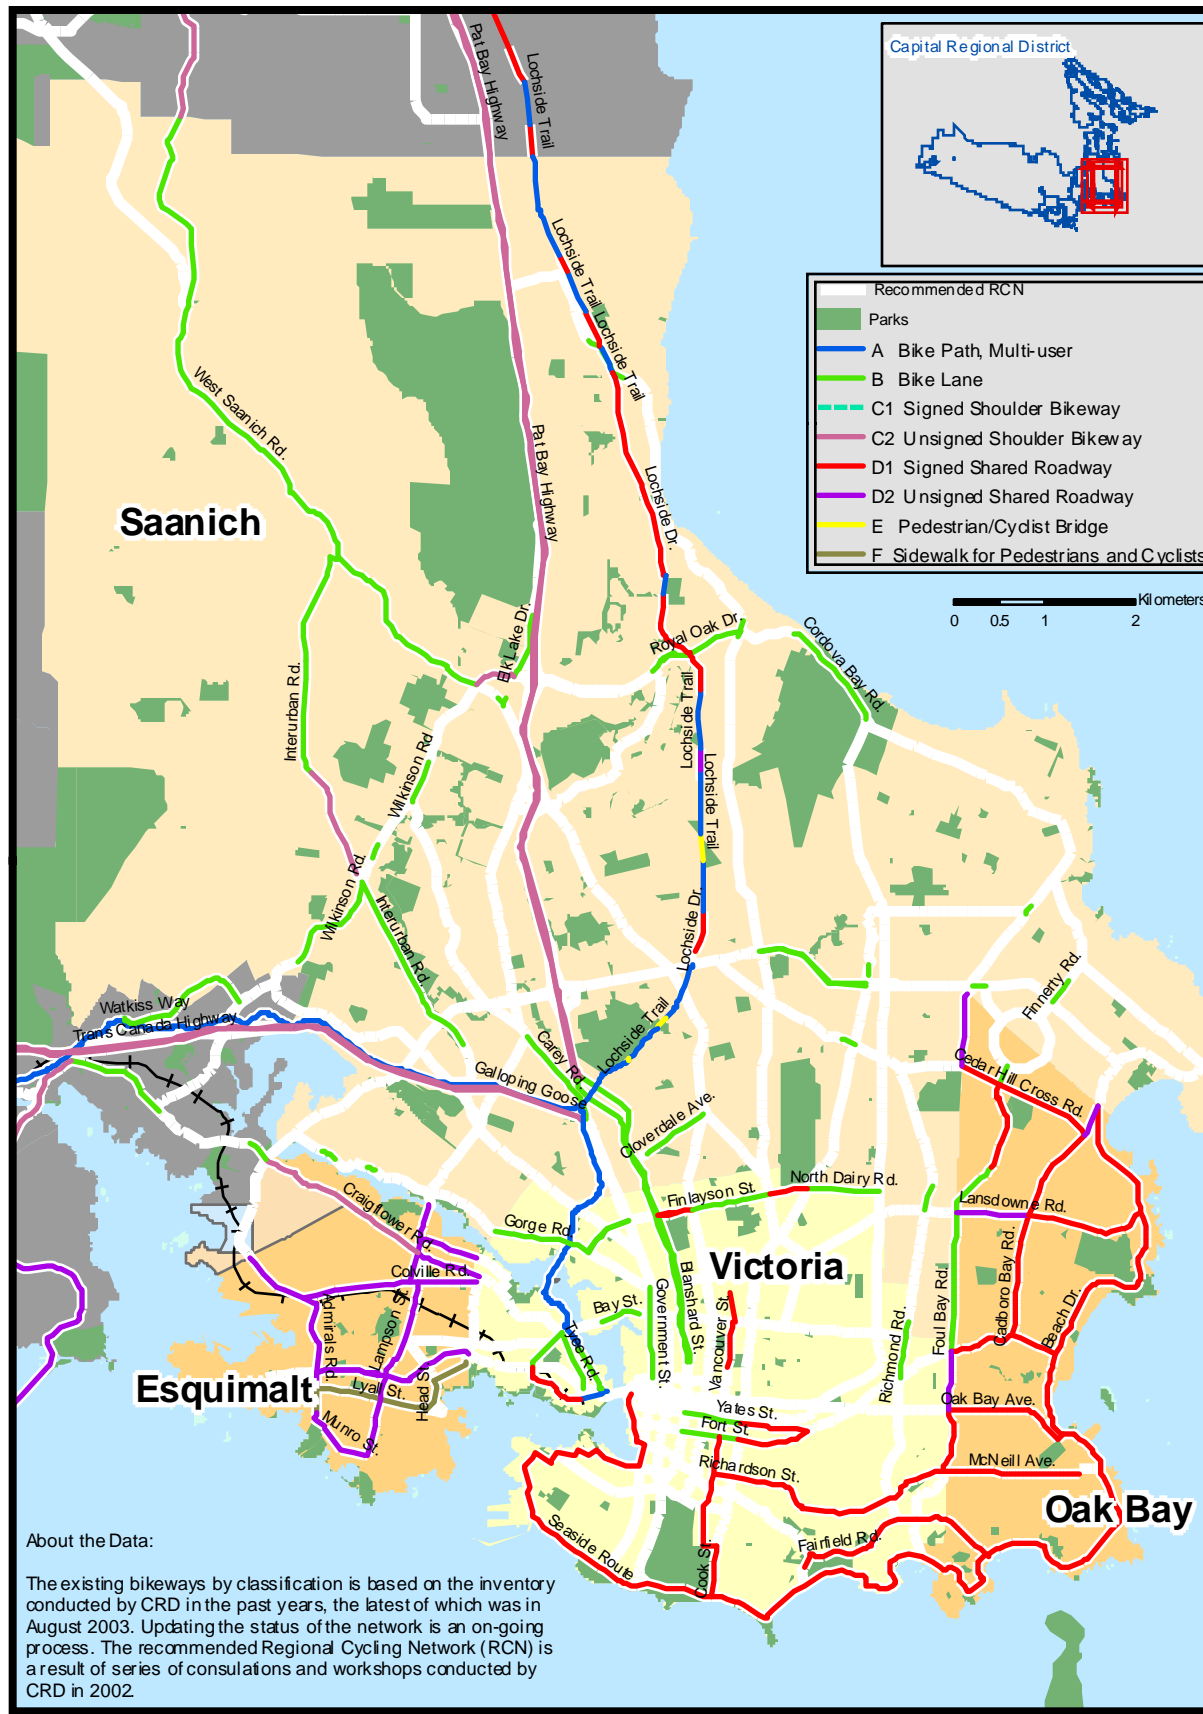 Capital Regional District
Recommended RCN
Parks
A Bike Path, Multi-user
B Bike Lane
C1 Signed Shoulder Bikeway
C2 Unsigned Shoulder Bikeway
D1 Signed Shared Roadway
D2 Unsigned Shared Roadway
E Pedestrian/Cyclist Bridge
F Sidewalk for Pedestrians and Cyclists
Kilometers
0 0.5 1 2
Pat Bay Highway
Lochside Trail
Lochside Trail
Lochside Trail
West Saanich Rd.
Pat Bay Highway
Lochside Dr.
Saanich
Elk Lake Dr.
Royal Oak Dr.
Cordova Bay Rd.
Interurban Rd.
Lochside Trail
Wilkinson Rd
Lochside Trail
Wilkinson Rd.
Interurban Rd.
Lochside Dr.
Finnerty Rd.
Watkiss Way
Trans Canada Highway
Lochside Trail
Carey Rd.
Galloping Goose
Cedar Hill Cross Rd.
Cloverdale Ave.
North Dairy Rd.
Finlayson St.
Lansdowne Rd.
Craigflower Rd.
Gorge Rd.
Victoria
Colville Rd.
Cadboro Bay Rd.
Blanshard St.
Government St.
Bay St.
Admirals Rd.
Lampson St.
Tyee Rd.
Vancouver St.
Foul Bay Rd.
Beach Dr.
Richmond Rd.
Esquimalt
Lyall St.
Head St.
Munro St.
Yates St.
Fort St.
Oak Bay Ave.
Richardson St.
McNeill Ave.
Oak Bay
Seaside Route
Cook St.
Fairfield Rd.
About the Data:
The existing bikeways by classification is based on the inventory
conducted by CRD in the past years, the latest of which was in
August 2003. Updating the status of the network is an on-going
process. The recommended Regional Cycling Network (RCN) is
a result of series of consulations and workshops conducted by
CRD in 2002.